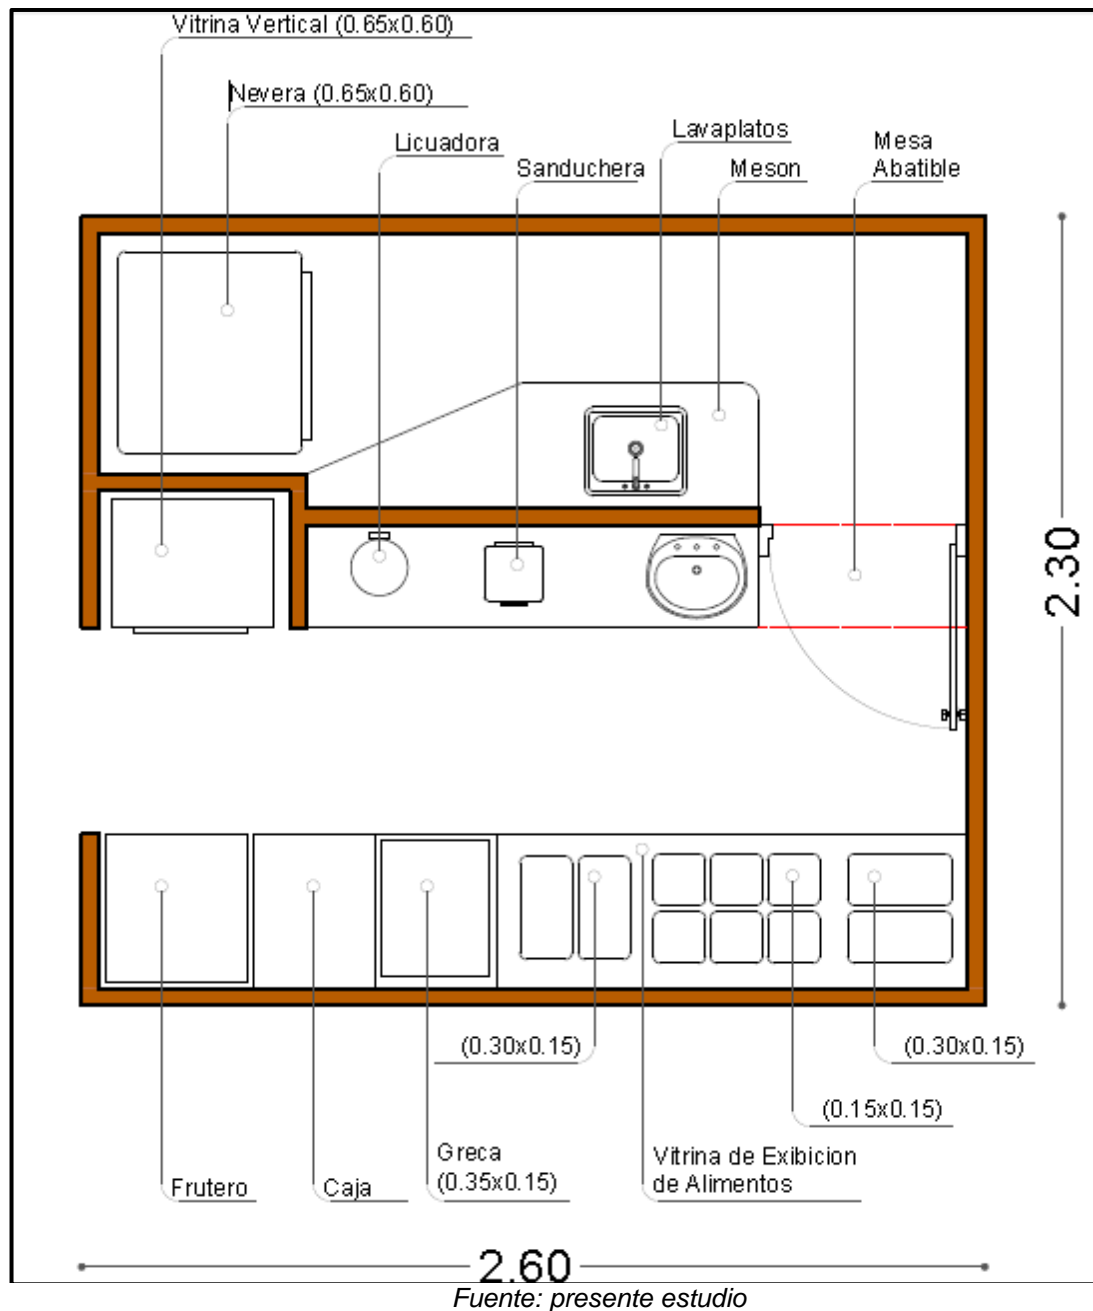 Vitrina Vertical (0.65x0.60)
Nevera (0.65x0.60)
Licuadora
Sanduchera
Lavaplatos
Meson
Mesa
Abatible
2.30
(0.30x0.15)
(0.30x0.15)
(0.15x0.15)
Frutero
Caja
Greca
(0.35x0.15)
Vitrina de Exibicion
de Alimentos
2.60
Fuente: presente estudio